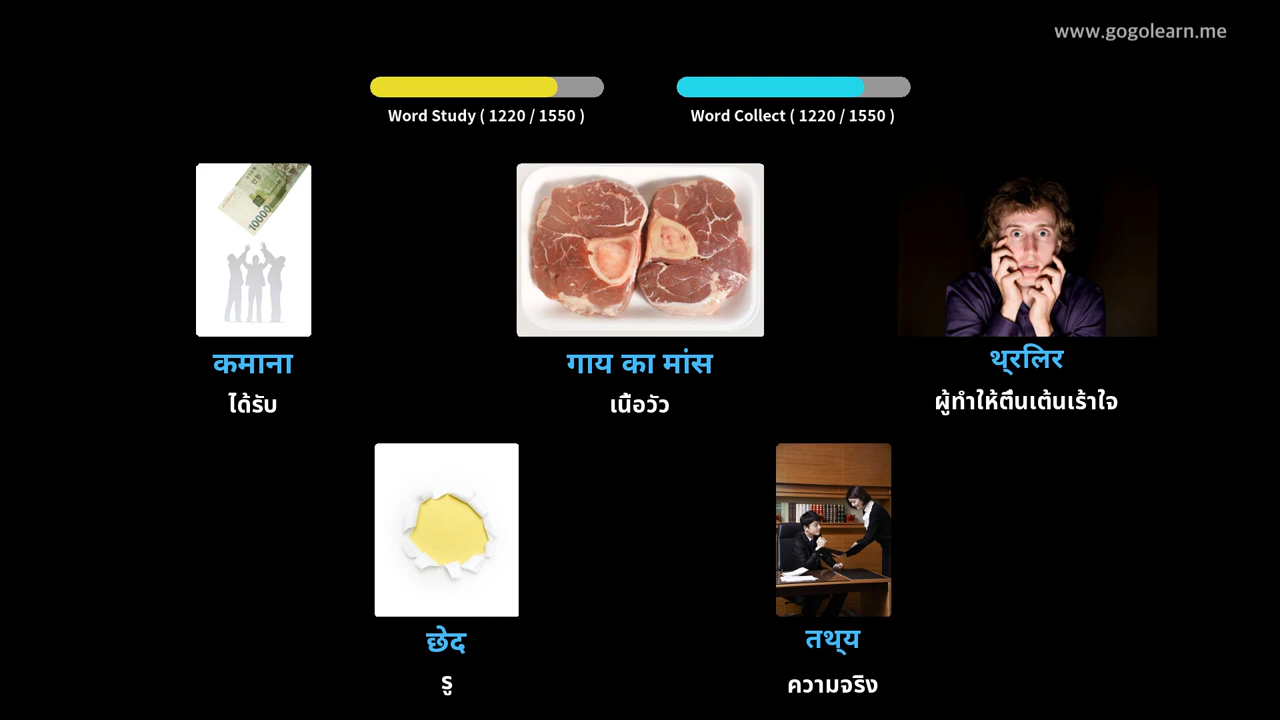 www.gogolearn.me
Word Study ( 1220 / 1550 )
Word Collect ( 1220 / 1550 )
10000
कमाना
ได้รับ
गाय का मांस
เนื้อวัว
थ्रलिर
ผู้ทำให้ตื่นเต้นเร้าใจ
छेद
รู
तथ्य
ความจริง